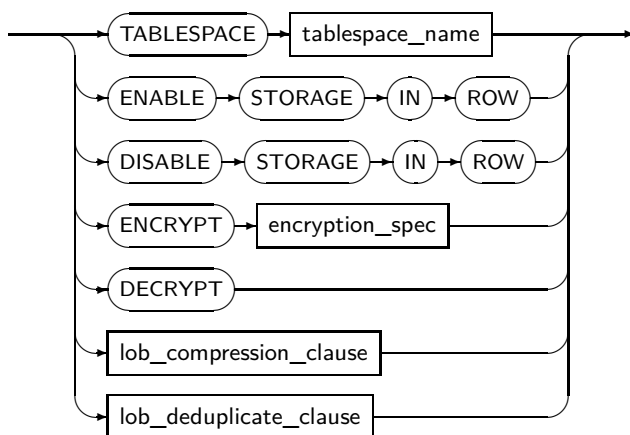 TABLESPACE tablespace_name
ENABLE STORAGE IN ROW
DISABLE STORAGE IN ROW
ENCRYPT encryption_spec
DECRYPT
lob_compression_clause
lob_deduplicate_clause